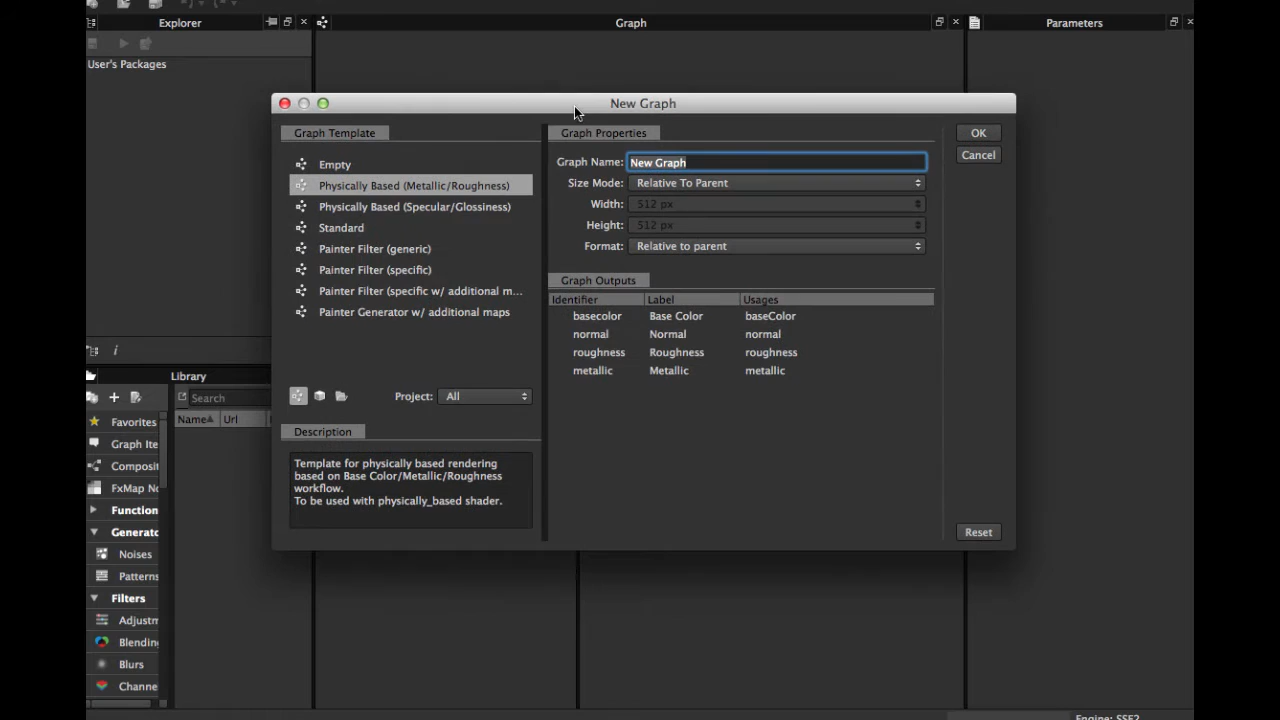 Explorer
Graph
Parameters
User's Packages
New Graph
Graph Template
Empty
Physically Based (Metallic/Roughness)
Physically Based (Specular/Glossiness)
Standard
Painter Filter (generic)
Painter Filter (specific)
Painter Filter (specific w/ additional m...
Painter Generator w/ additional maps
Project: All
Description
Template for physically based rendering
based on Base Color/Metallic/Roughness
workflow.
To be used with physically_based shader.
Graph Properties
Graph Name: New Graph
Size Mode: Relative To Parent
Width: 512 px
Height: 512 px
Format: Relative to parent
Graph Outputs
Identifier Label Usages
basecolor Base Color baseColor
normal Normal normal
roughness Roughness roughness
metallic Metallic metallic
OK
Cancel
Reset
Library
Search
Name Url
Favorites
Graph Ite
Composit
FxMap No
Function
Generato
Noises
Patterns
Filters
Adjustm
Blending
Blurs
Channe
Engine: SSE2